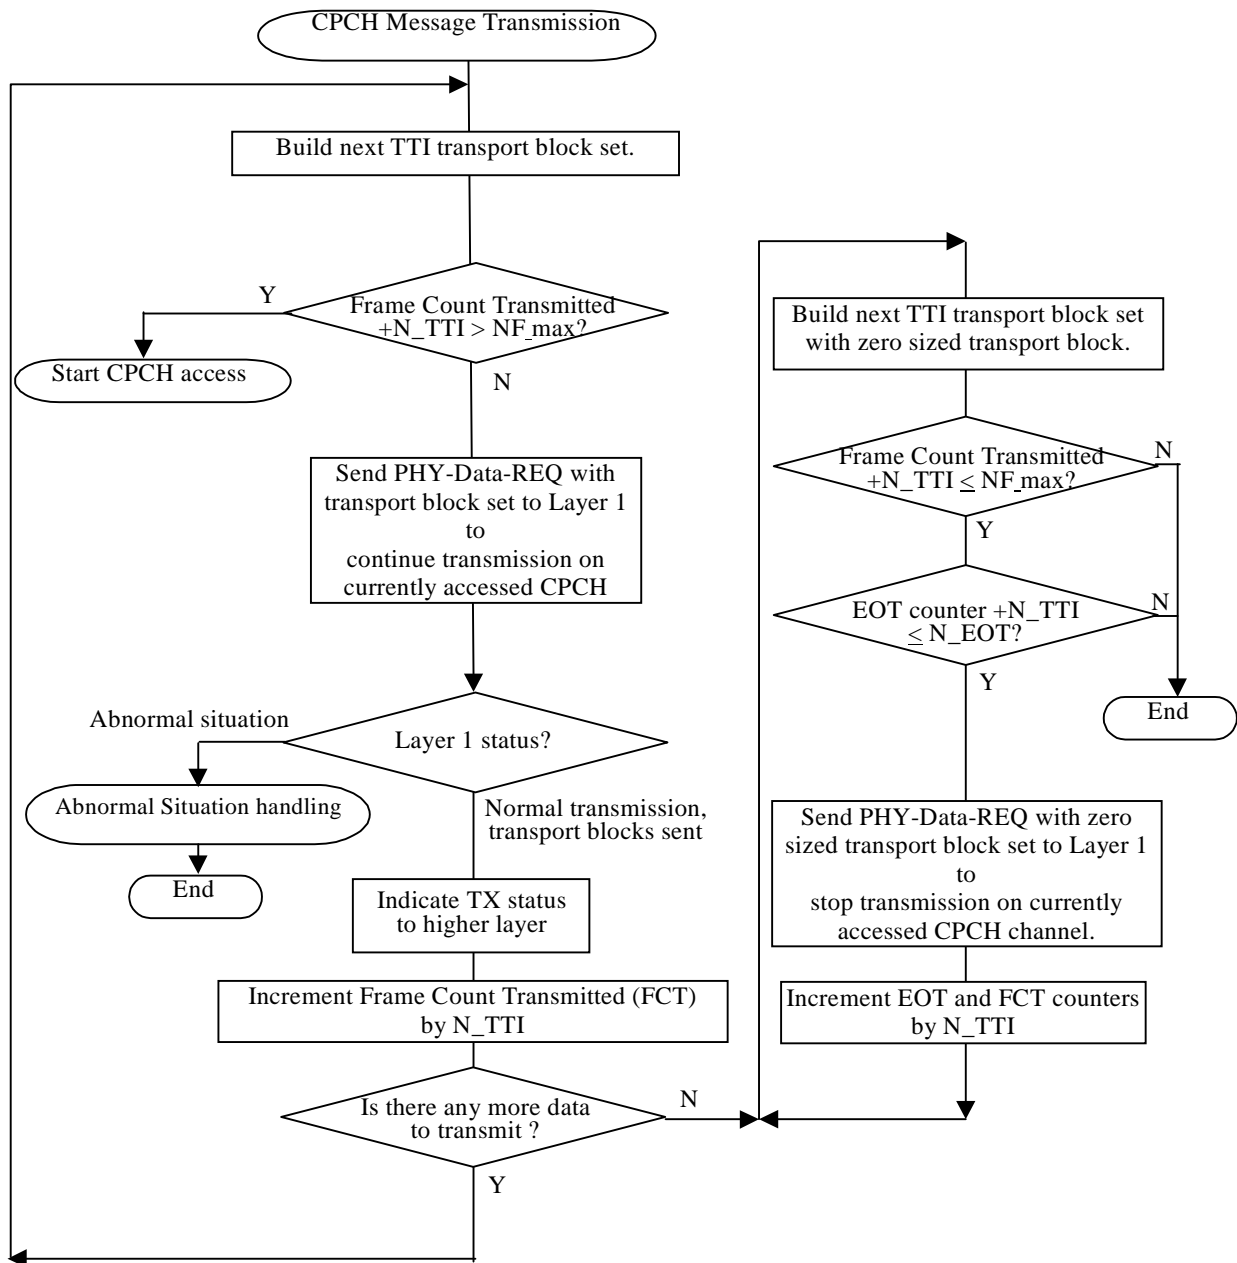 CPCH Message Transmission
Build next TTI transport block set.
Y
Frame Count Transmitted
+N_TTI > NF_max?
Start CPCH access
N
Send PHY-Data-REQ with
transport block set to Layer 1
to
continue transmission on
currently accessed CPCH
Abnormal situation
Layer 1 status?
Abnormal Situation handling
Normal transmission,
transport blocks sent
End
Indicate TX status
to higher layer
Increment Frame Count Transmitted (FCT)
by N_TTI
Is there any more data
to transmit ?
N
Y
Build next TTI transport block set
with zero sized transport block.
Frame Count Transmitted
+N_TTI ≤ NF_max?
N
Y
EOT counter +N_TTI
≤ N_EOT?
N
Y
End
Send PHY-Data-REQ with zero
sized transport block set to Layer 1
to
stop transmission on currently
accessed CPCH channel.
Increment EOT and FCT counters
by N_TTI